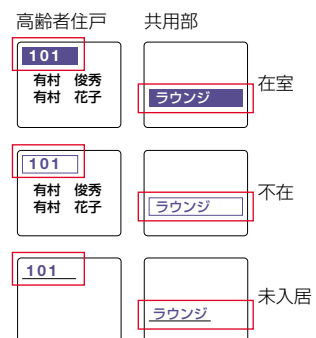 高齢者住戸 共用部
101
有村 俊秀
有村 花子
ラウンジ
在室
101
有村 俊秀
有村 花子
ラウンジ
不在
101
ラウンジ
未入居